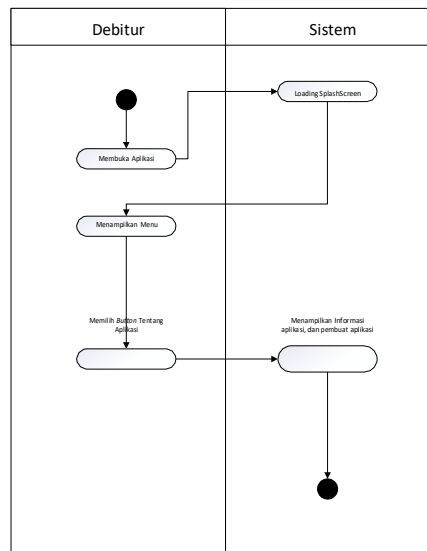 Debitur
Sistem
Loading SplashScreen
Membuka Aplikasi
Menampilkan Menu
Memilih Button Tentang
Aplikasi
Menampilkan Informasi
aplikasi, dan pembuat aplikasi